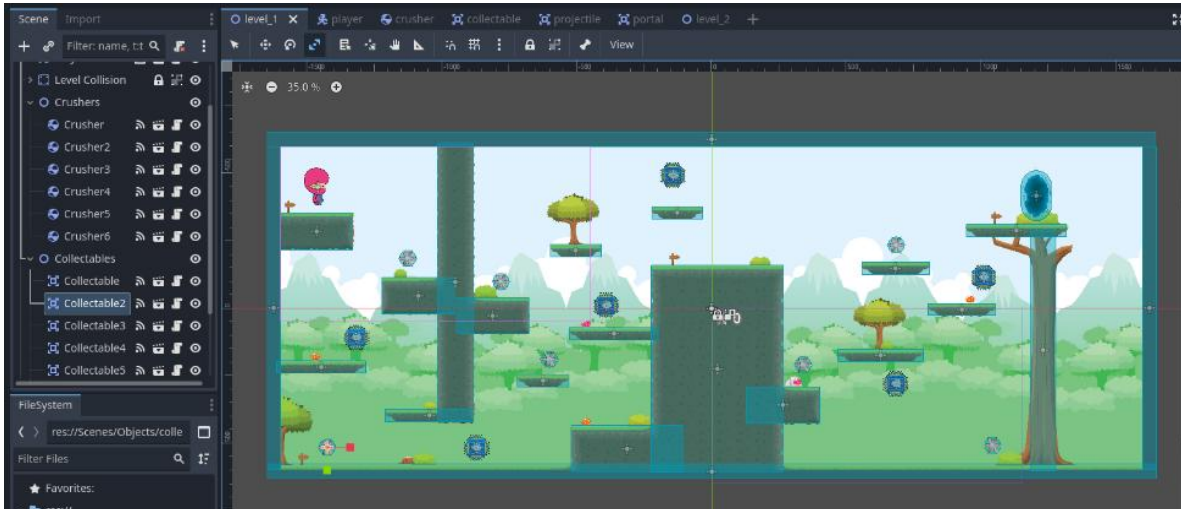 Scene Import
level_1 player crusher collectable projectile portal level_2
Filter: name, t:t
View
Level Collision
Crushers
Crusher
Crusher2
Crusher3
Crusher4
Crusher5
Crusher6
Collectables
Collectable
Collectable2
Collectable3
Collectable4
Collectable5
35.0 %
-1500 -1000 -500 0 500 1000 1500
FileSystem
res://Scenes/Objects/colle
Filter Files
Favorites: